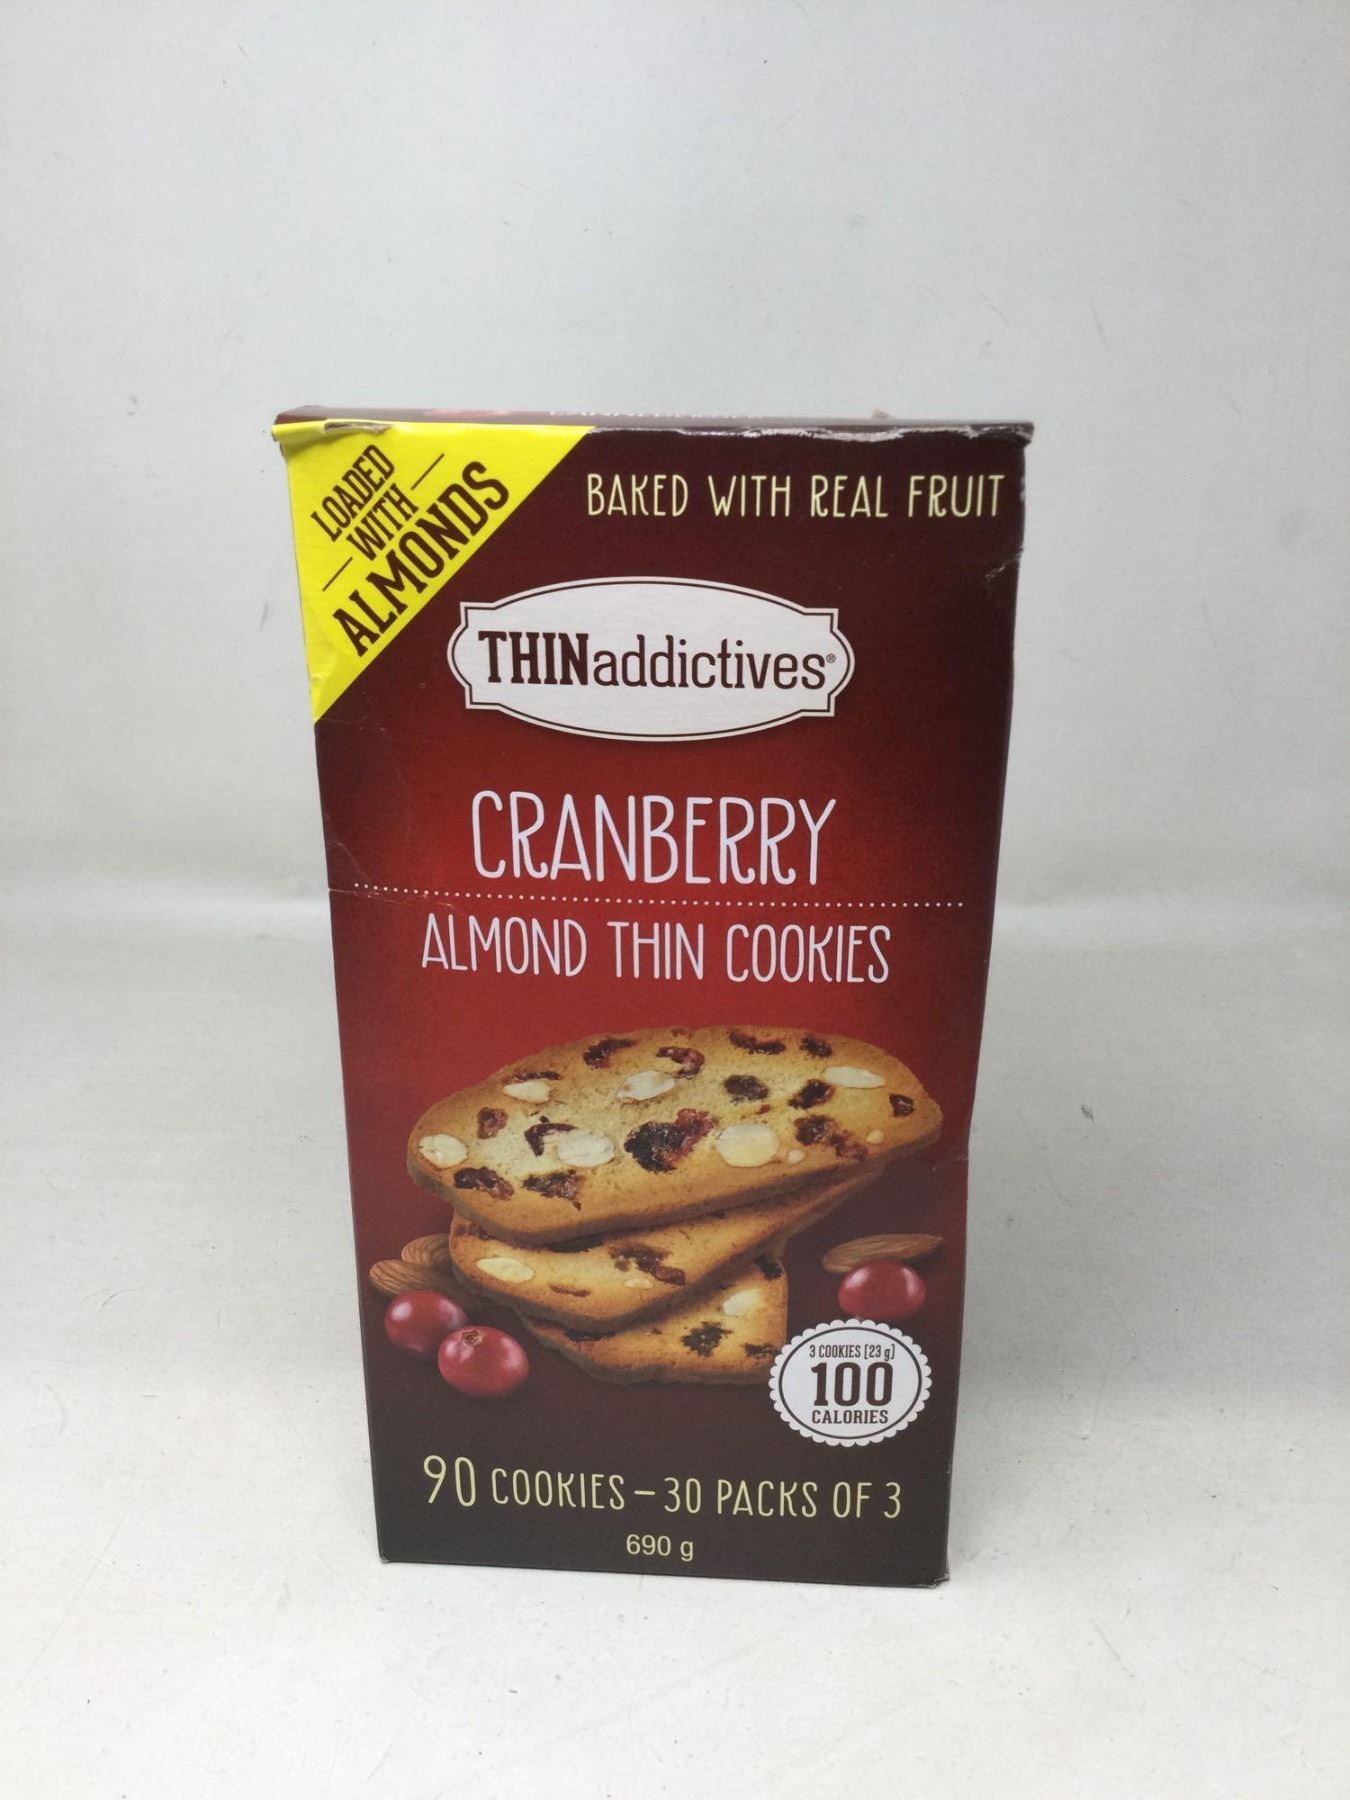 LOADED
WITH
ALMONDS
BAKED WITH REAL FRUIT
THINaddictives®
CRANBERRY
ALMOND THIN COOKIES
3 COOKIES [23 g]
100
CALORIES
90 COOKIES – 30 PACKS OF 3
690 g